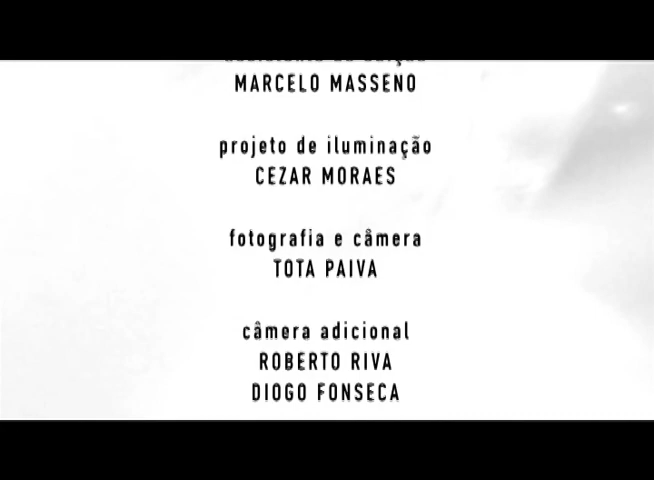 MARCELO MASSENO
projeto de iluminação
CEZAR MORAES
fotografia e câmera
TOTA PAIVA
câmera adicional
ROBERTO RIVA
DIOGO FONSECA